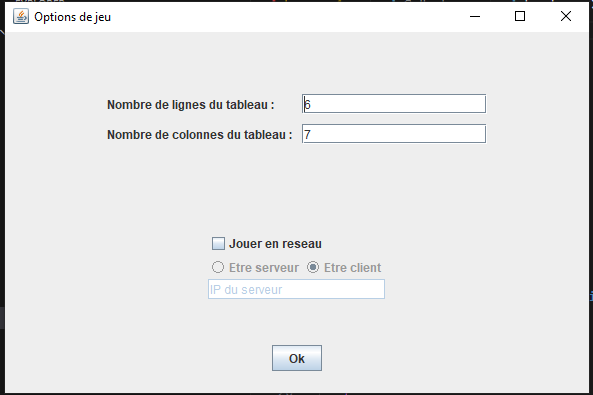 Options de jeu
Nombre de lignes du tableau : 6
Nombre de colonnes du tableau : 7
Jouer en reseau
Etre serveur Etre client
IP du serveur
Ok